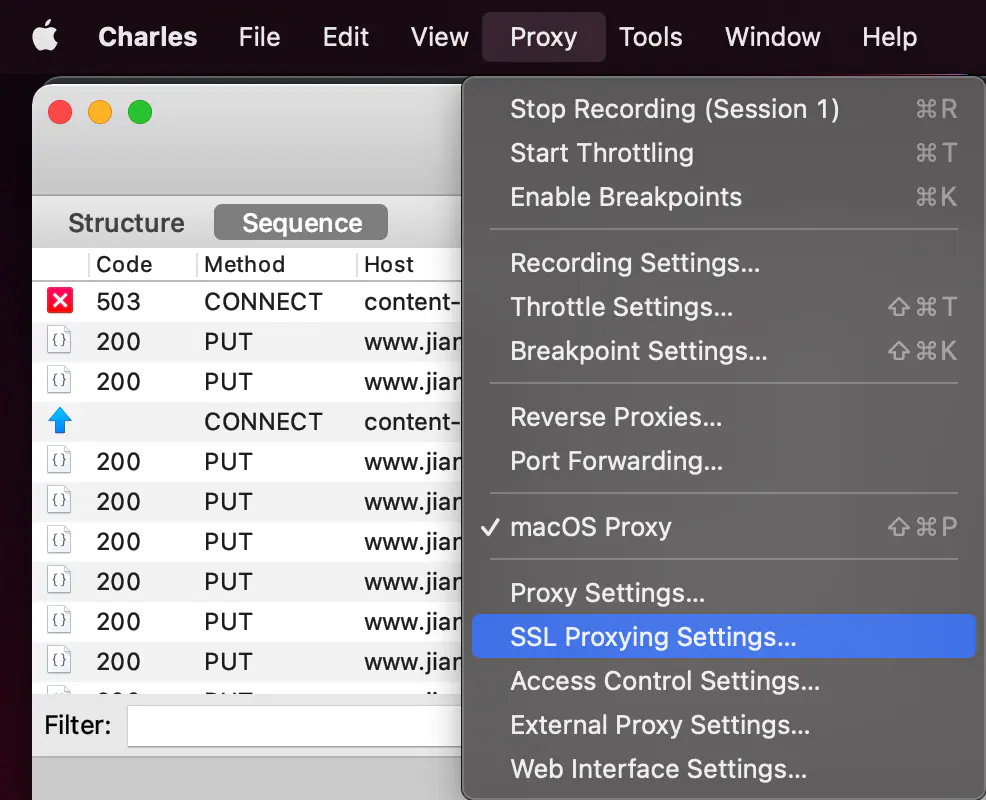 Charles File Edit View Proxy Tools Window Help
Stop Recording (Session 1) ⌘R
Start Throttling ⌘T
Enable Breakpoints ⌘K
Recording Settings...
Throttle Settings... ⇧⌘T
Breakpoint Settings... ⇧⌘K
Reverse Proxies...
Port Forwarding...
✓ macOS Proxy ⇧⌘P
Proxy Settings...
SSL Proxying Settings...
Access Control Settings...
External Proxy Settings...
Web Interface Settings...
Structure Sequence
Code Method Host
503 CONNECT content-
200 PUT www.jian
200 PUT www.jian
CONNECT content-
200 PUT www.jian
200 PUT www.jian
200 PUT www.jian
200 PUT www.jian
200 PUT www.jian
200 PUT www.jian
Filter: